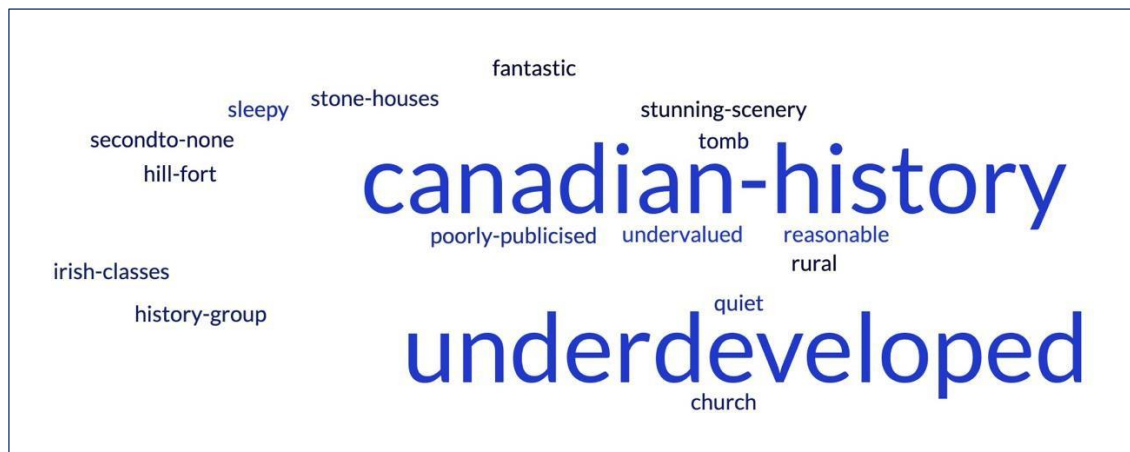 fantastic
sleepy
stone-houses
stunning-scenery
secondto-none
tomb
hill-fort
canadian-history
poorly-publicised
undervalued
reasonable
rural
irish-classes
quiet
history-group
underdeveloped
church